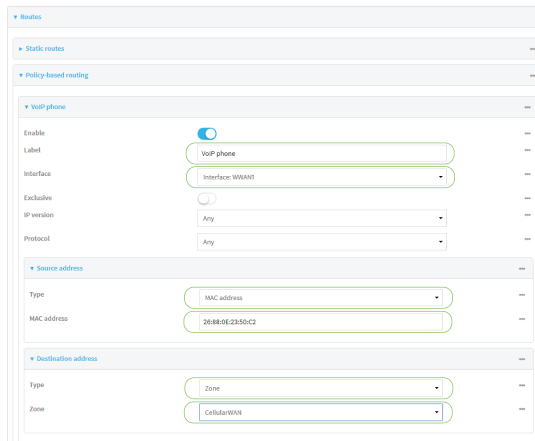 Routes
Static routes
Policy-based routing
VoIP phone
Enable
Label VoIP phone
Interface Interface: WWAN1
Exclusive
IP version Any
Protocol Any
Source address
Type MAC address
MAC address 26:88:0E:23:50:C2
Destination address
Type Zone
Zone CellularWAN